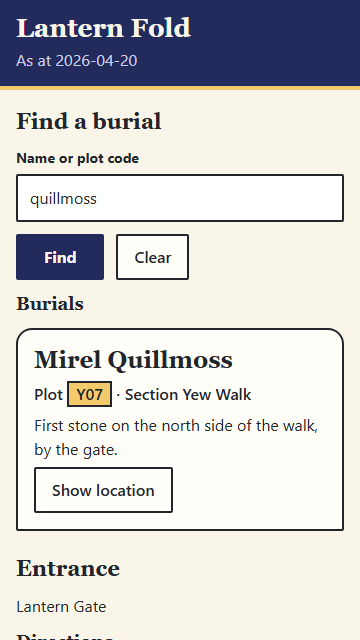 Lantern Fold
As at 2026-04-20
Find a burial
Name or plot code
quillmoss
Find
Clear
Burials
Mirel Quillmoss
Plot Y07 · Section Yew Walk
First stone on the north side of the walk,
by the gate.
Show location
Entrance
Lantern Gate
Directions